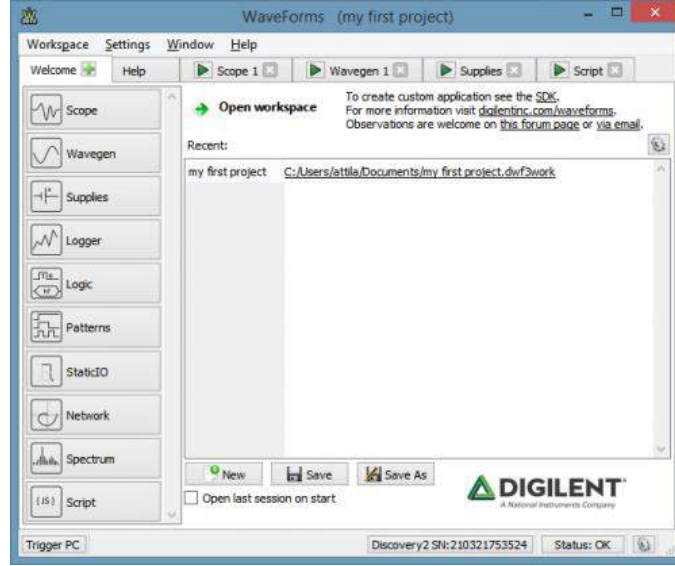 WaveForms (my first project)
Workspace Settings Window Help
Welcome Help Scope 1 Wavegen 1 Supplies Script
Scope
Wavegen
Supplies
Logger
Logic
Patterns
StaticIO
Network
Spectrum
{JS} Script
Open workspace
To create custom application see the SDK.
For more information visit digilentinc.com/waveforms.
Observations are welcome on this forum page or via email.
Recent:
my first project C:/Users/attila/Documents/my first project.dwf3work
New Save Save As
Open last session on start
DIGILENT
A National Instruments Company
Trigger PC Discovery2 SN:210321753524 Status: OK